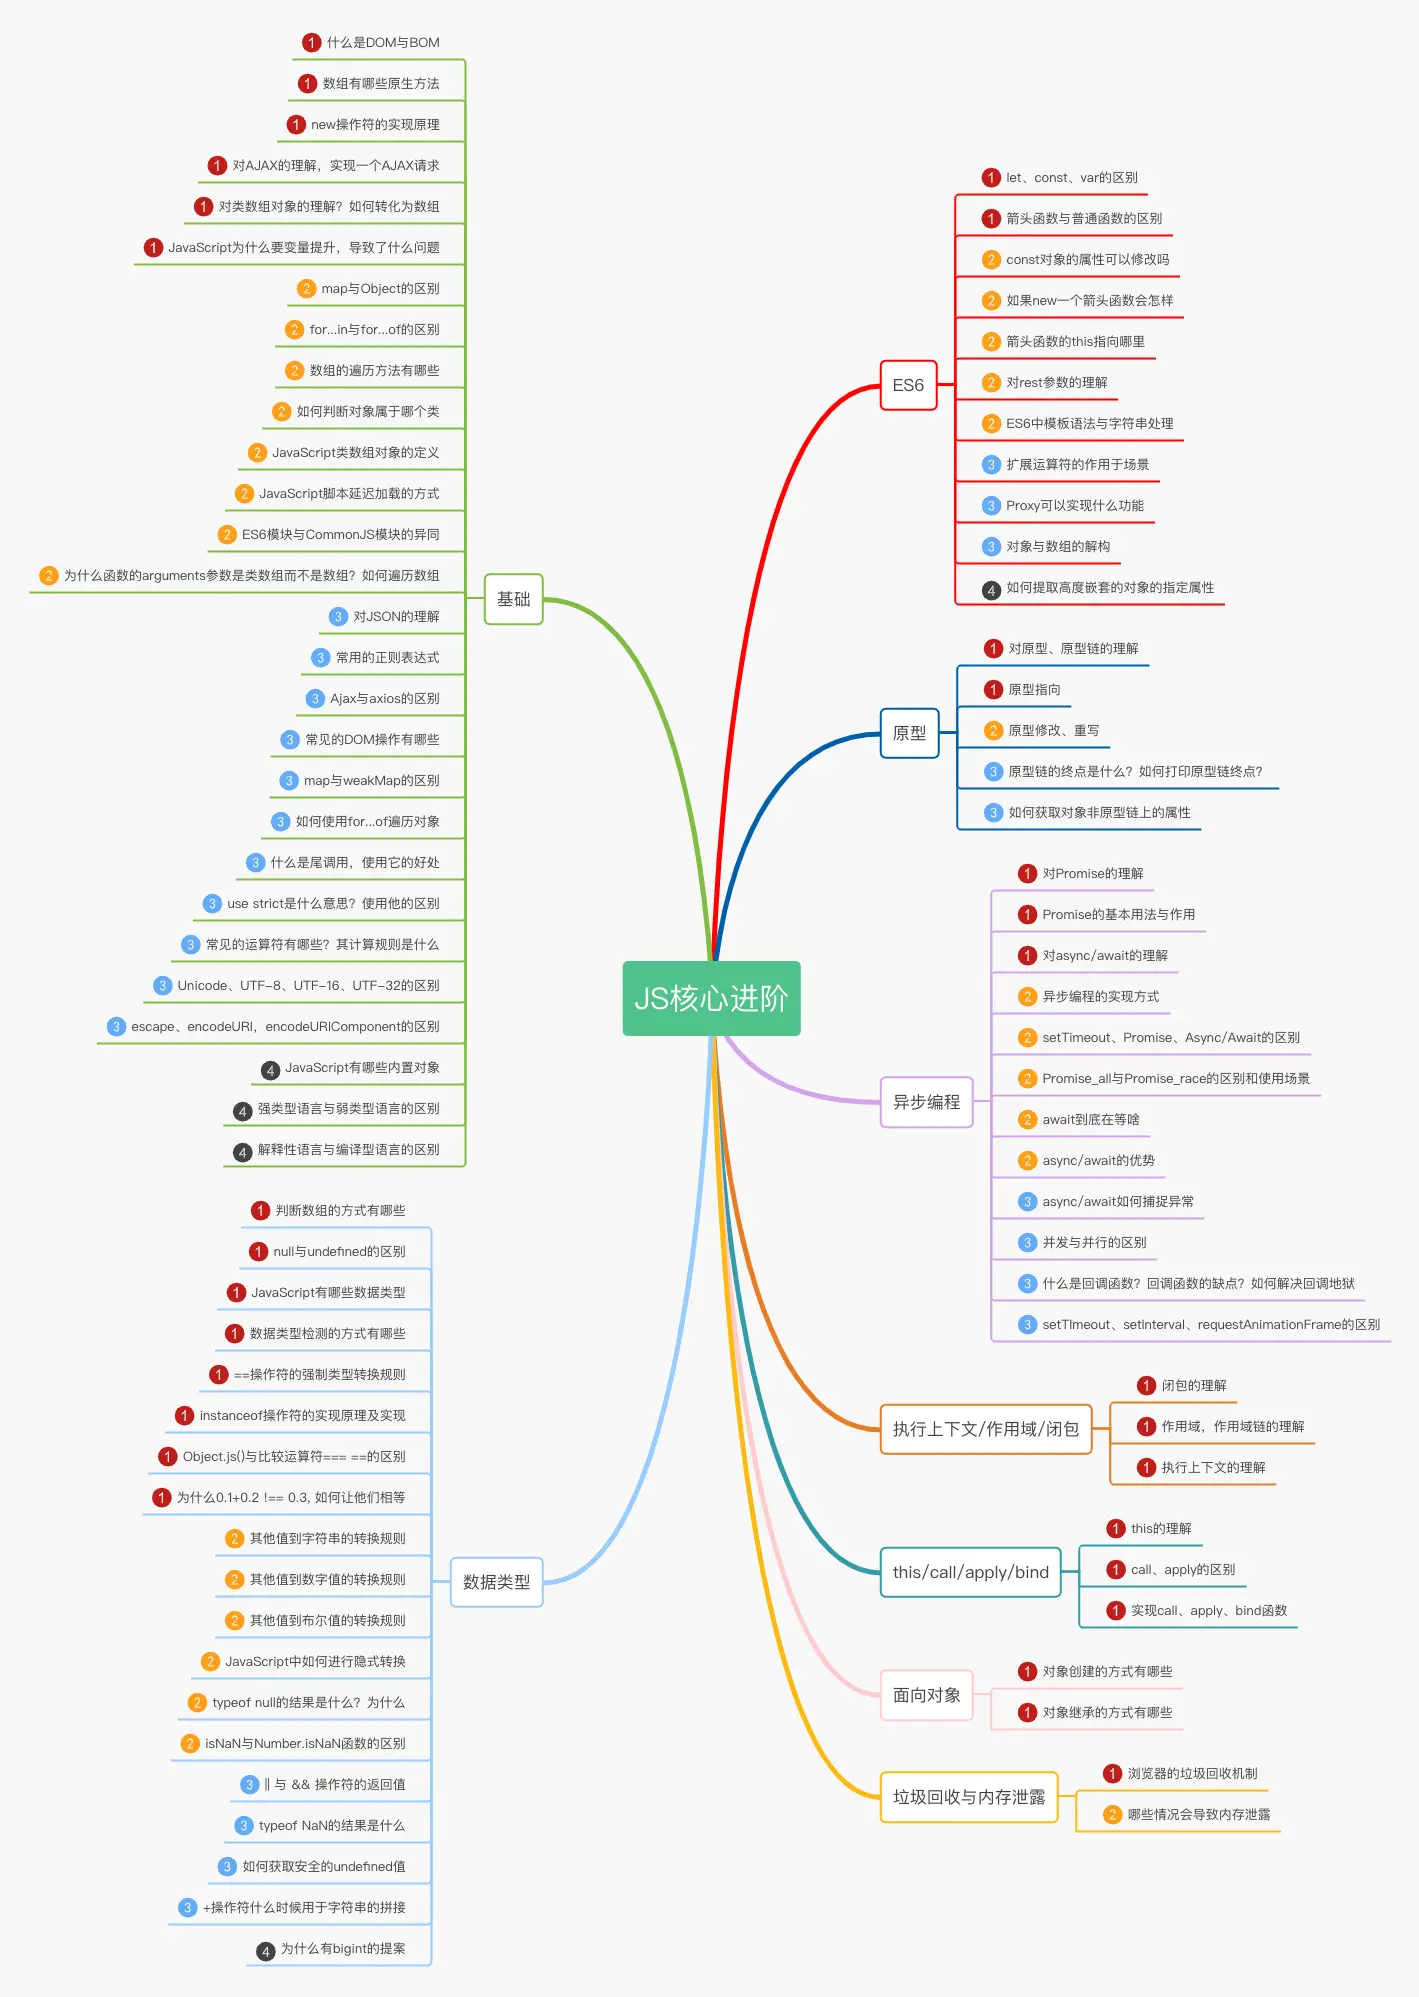 JS核心进阶
基础
1 什么是DOM与BOM
1 数组有哪些原生方法
1 new操作符的实现原理
1 对AJAX的理解，实现一个AJAX请求
1 对类数组对象的理解？如何转化为数组
1 JavaScript为什么要变量提升，导致了什么问题
2 map与Object的区别
2 for...in与for...of的区别
2 数组的遍历方法有哪些
2 如何判断对象属于哪个类
2 JavaScript类数组对象的定义
2 JavaScript脚本延迟加载的方式
2 ES6模块与CommonJS模块的异同
2 为什么函数的arguments参数是类数组而不是数组？如何遍历数组
3 对JSON的理解
3 常用的正则表达式
3 Ajax与axios的区别
3 常见的DOM操作有哪些
3 map与weakMap的区别
3 如何使用for...of遍历对象
3 什么是尾调用，使用它的好处
3 use strict是什么意思？使用他的区别
3 常见的运算符有哪些？其计算规则是什么
3 Unicode、UTF-8、UTF-16、UTF-32的区别
3 escape、encodeURI，encodeURIComponent的区别
4 JavaScript有哪些内置对象
4 强类型语言与弱类型语言的区别
4 解释性语言与编译型语言的区别
数据类型
1 判断数组的方式有哪些
1 null与undefined的区别
1 JavaScript有哪些数据类型
1 数据类型检测的方式有哪些
1 ==操作符的强制类型转换规则
1 instanceof操作符的实现原理及实现
1 Object.js()与比较运算符=== ==的区别
1 为什么0.1+0.2 !== 0.3, 如何让他们相等
2 其他值到字符串的转换规则
2 其他值到数字值的转换规则
2 其他值到布尔值的转换规则
2 JavaScript中如何进行隐式转换
2 typeof null的结果是什么？为什么
2 isNaN与Number.isNaN函数的区别
3 || 与 && 操作符的返回值
3 typeof NaN的结果是什么
3 如何获取安全的undefined值
3 +操作符什么时候用于字符串的拼接
4 为什么有bigint的提案
ES6
1 let、const、var的区别
1 箭头函数与普通函数的区别
2 const对象的属性可以修改吗
2 如果new一个箭头函数会怎样
2 箭头函数的this指向哪里
2 对rest参数的理解
2 ES6中模板语法与字符串处理
3 扩展运算符的作用于场景
3 Proxy可以实现什么功能
3 对象与数组的解构
4 如何提取高度嵌套的对象的指定属性
原型
1 对原型、原型链的理解
1 原型指向
2 原型修改、重写
3 原型链的终点是什么？如何打印原型链终点？
3 如何获取对象非原型链上的属性
异步编程
1 对Promise的理解
1 Promise的基本用法与作用
1 对async/await的理解
2 异步编程的实现方式
2 setTimeout、Promise、Async/Await的区别
2 Promise_all与Promise_race的区别和使用场景
2 await到底在等啥
2 async/await的优势
3 async/await如何捕捉异常
3 并发与并行的区别
3 什么是回调函数？回调函数的缺点？如何解决回调地狱
3 setTImeout、setInterval、requestAnimationFrame的区别
执行上下文/作用域/闭包
1 闭包的理解
1 作用域，作用域链的理解
1 执行上下文的理解
this/call/apply/bind
1 this的理解
1 call、apply的区别
1 实现call、apply、bind函数
面向对象
1 对象创建的方式有哪些
1 对象继承的方式有哪些
垃圾回收与内存泄露
1 浏览器的垃圾回收机制
2 哪些情况会导致内存泄露